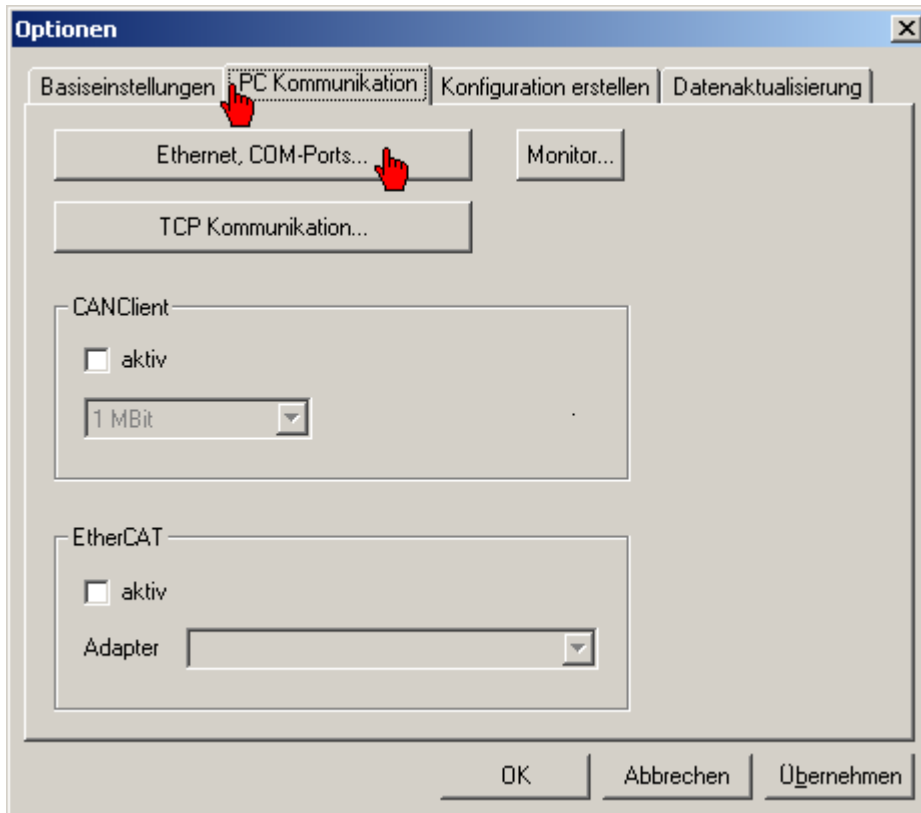 Optionen
Basiseinstellungen PC Kommunikation Konfiguration erstellen Datenaktualisierung
Ethernet, COM-Ports... Monitor...
TCP Kommunikation...
CANClient
aktiv
1 MBit
EtherCAT
aktiv
Adapter
OK Abbrechen Übernehmen